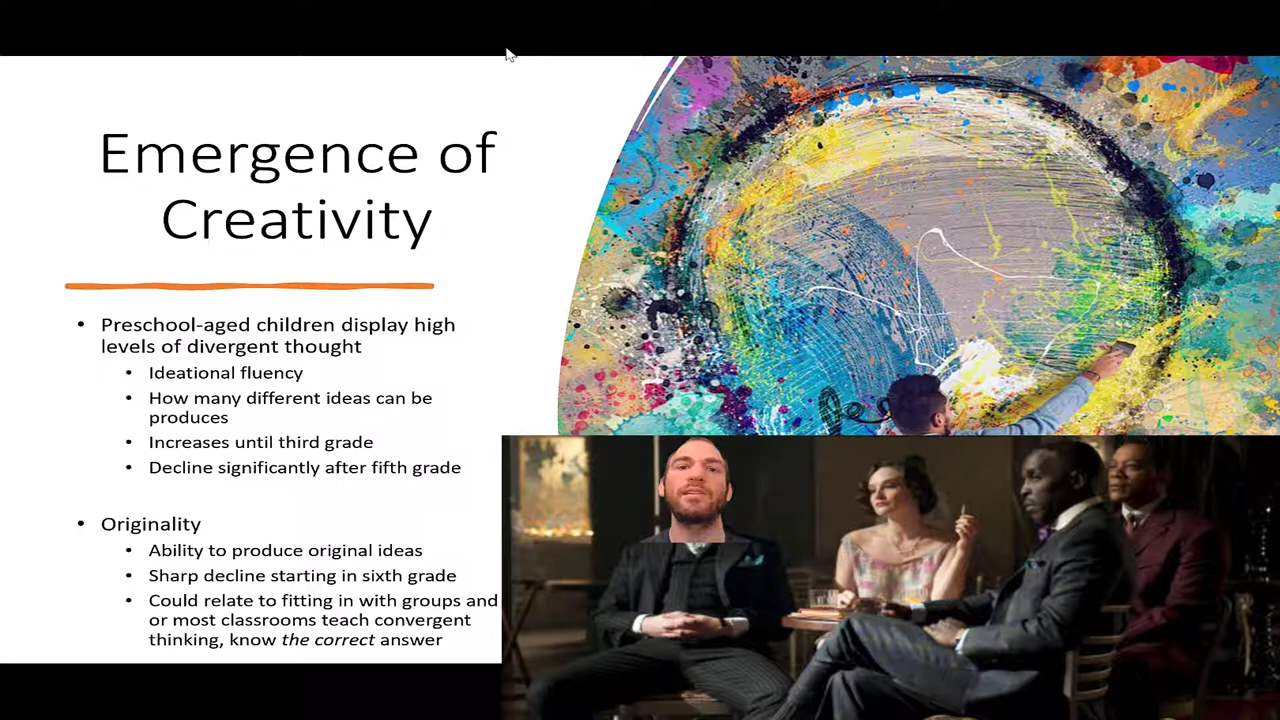 Emergence of
Creativity
• Preschool-aged children display high
levels of divergent thought
• Ideational fluency
• How many different ideas can be
produces
• Increases until third grade
• Decline significantly after fifth grade
• Originality
• Ability to produce original ideas
• Sharp decline starting in sixth grade
• Could relate to fitting in with groups and
or most classrooms teach convergent
thinking, know the correct answer